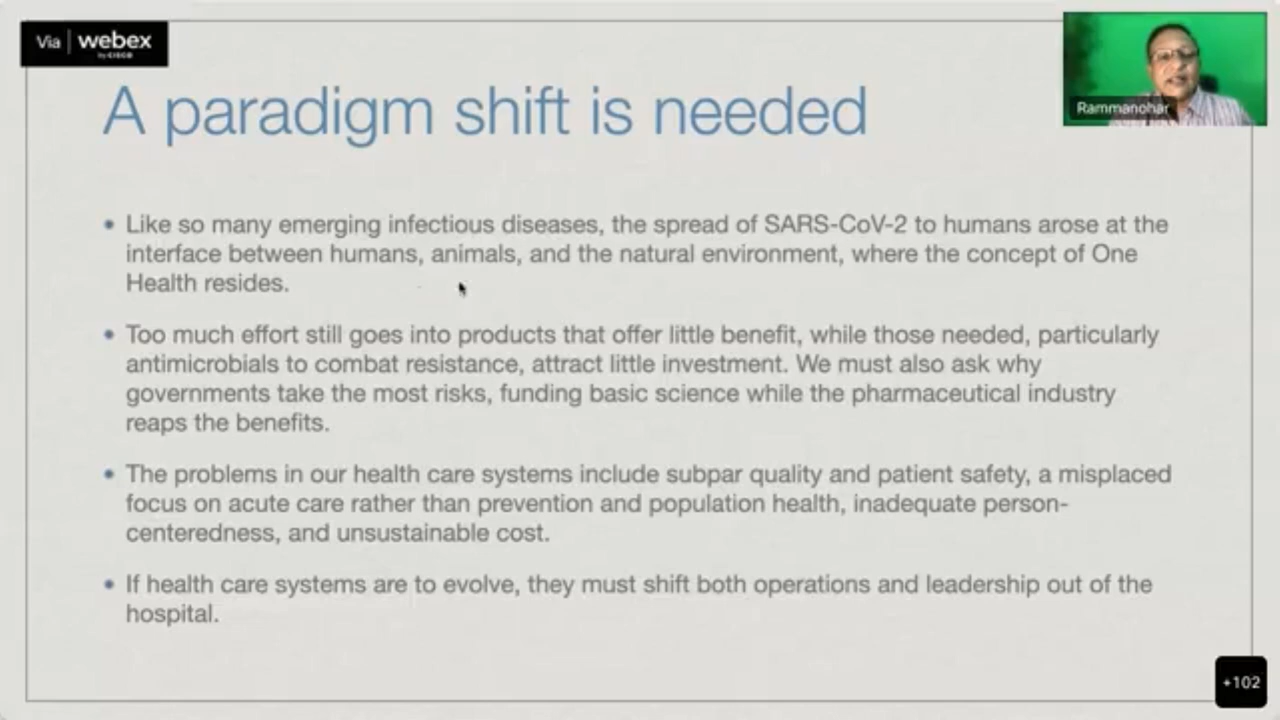 Via | webex
by CISCO
A paradigm shift is needed
Rammanohar
• Like so many emerging infectious diseases, the spread of SARS-CoV-2 to humans arose at the
interface between humans, animals, and the natural environment, where the concept of One
Health resides.
• Too much effort still goes into products that offer little benefit, while those needed, particularly
antimicrobials to combat resistance, attract little investment. We must also ask why
governments take the most risks, funding basic science while the pharmaceutical industry
reaps the benefits.
• The problems in our health care systems include subpar quality and patient safety, a misplaced
focus on acute care rather than prevention and population health, inadequate person-
centeredness, and unsustainable cost.
• If health care systems are to evolve, they must shift both operations and leadership out of the
hospital.
+102